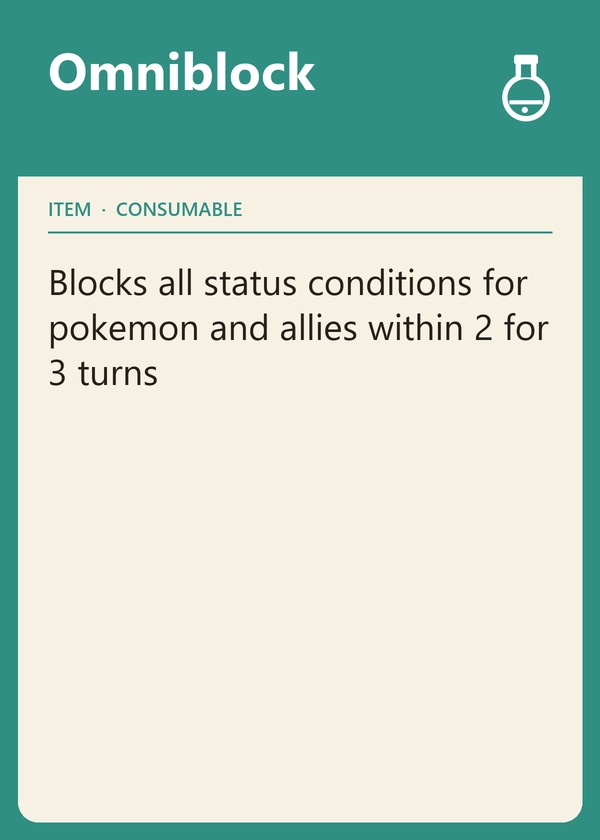 Omniblock
ITEM · CONSUMABLE
Blocks all status conditions for
pokemon and allies within 2 for
3 turns